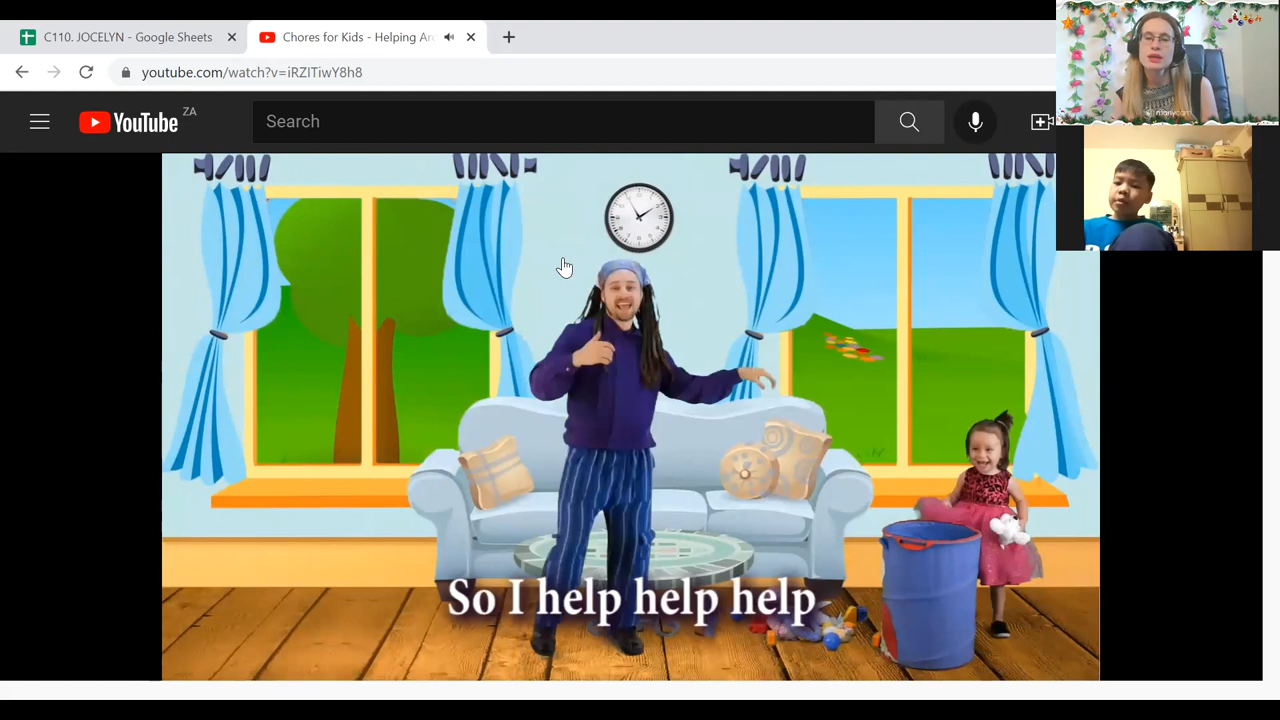 C110. JOCELYN - Google Sheets
Chores for Kids - Helping Ar
youtube.com/watch?v=iRZITiwY8h8
YouTube ZA
Search
manycam
So I help help help